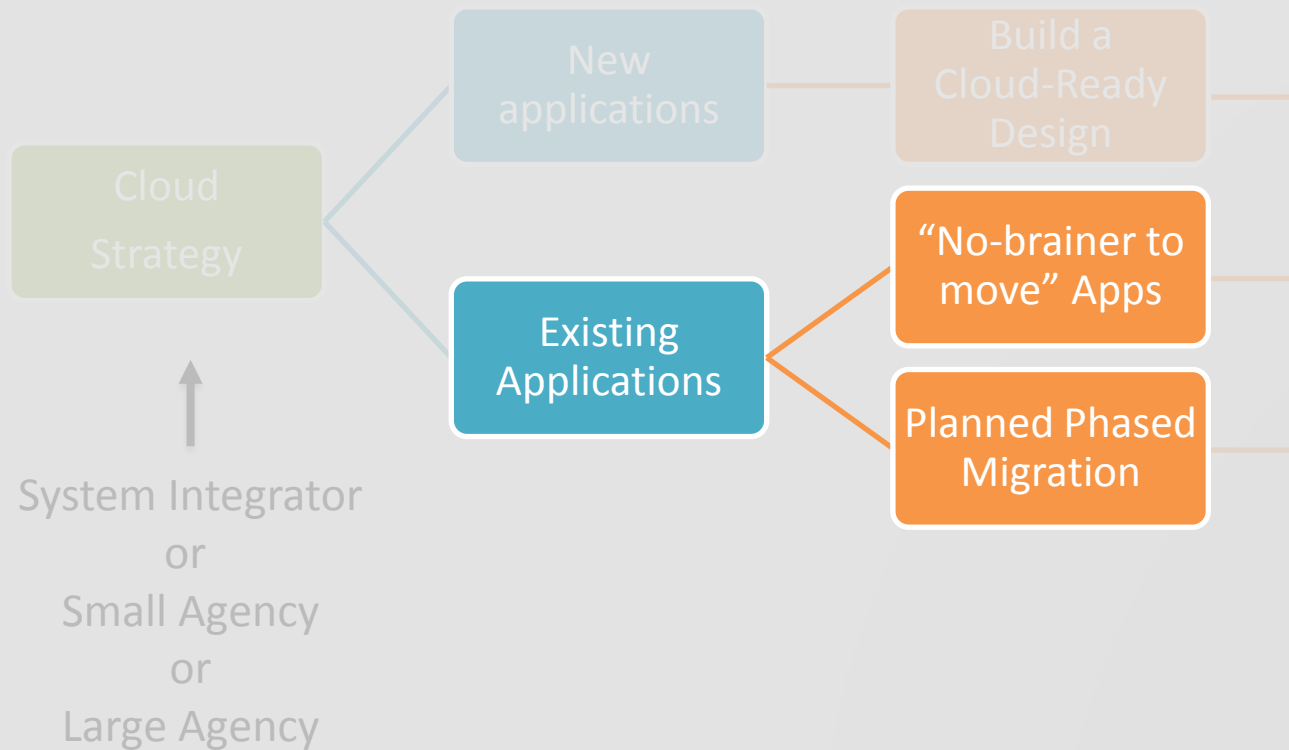 New
applications
Build a
Cloud-Ready
Design
Cloud
Strategy
“No-brainer to
move” Apps
Existing
Applications
Planned Phased
Migration
System Integrator
or
Small Agency
or
Large Agency